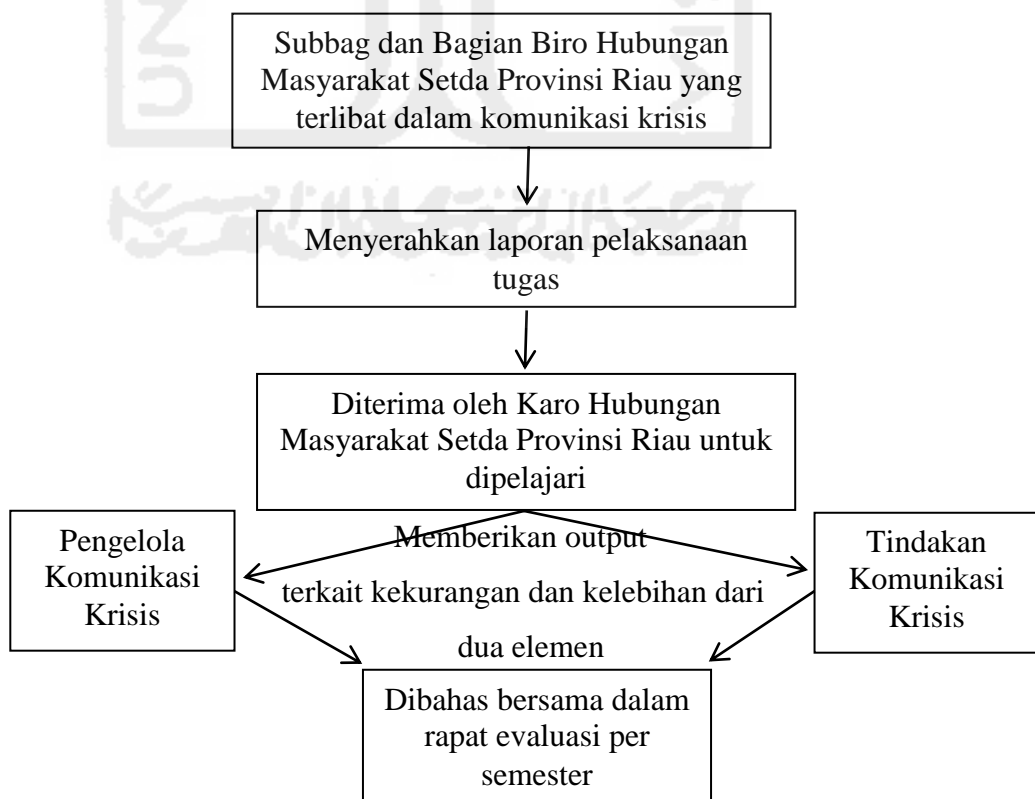 Subbag dan Bagian Biro Hubungan
Masyarakat Setda Provinsi Riau yang
terlibat dalam komunikasi krisis
Menyerahkan laporan pelaksanaan
tugas
Diterima oleh Karo Hubungan
Masyarakat Setda Provinsi Riau untuk
dipelajari
Pengelola
Komunikasi
Krisis
Memberikan output
terkait kekurangan dan kelebihan dari
dua elemen
Tindakan
Komunikasi
Krisis
Dibahas bersama dalam
rapat evaluasi per
semester